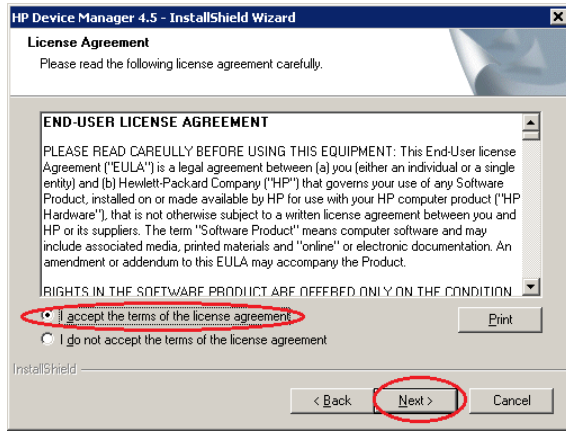 HP Device Manager 4.5 - InstallShield Wizard
License Agreement
Please read the following license agreement carefully.
END-USER LICENSE AGREEMENT
PLEASE READ CAREULLY BEFORE USING THIS EQUIPMENT: This End-User license
Agreement ("EULA") is a legal agreement between (a) you (either an individual or a single
entity) and (b) Hewlett-Packard Company ("HP") that governs your use of any Software
Product, installed on or made available by HP for use with your HP computer product ("HP
Hardware"), that is not otherwise subject to a written license agreement between you and
HP or its suppliers. The term "Software Product" means computer software and may
include associated media, printed materials and "online" or electronic documentation. An
amendment or addendum to this EULA may accompany the Product.
RIGHTS IN THE SOFTWARE PRODUCT ARE OFFERED ONLY ON THE CONDITION
I accept the terms of the license agreement
Print
I do not accept the terms of the license agreement
InstallShield
< Back
Next >
Cancel